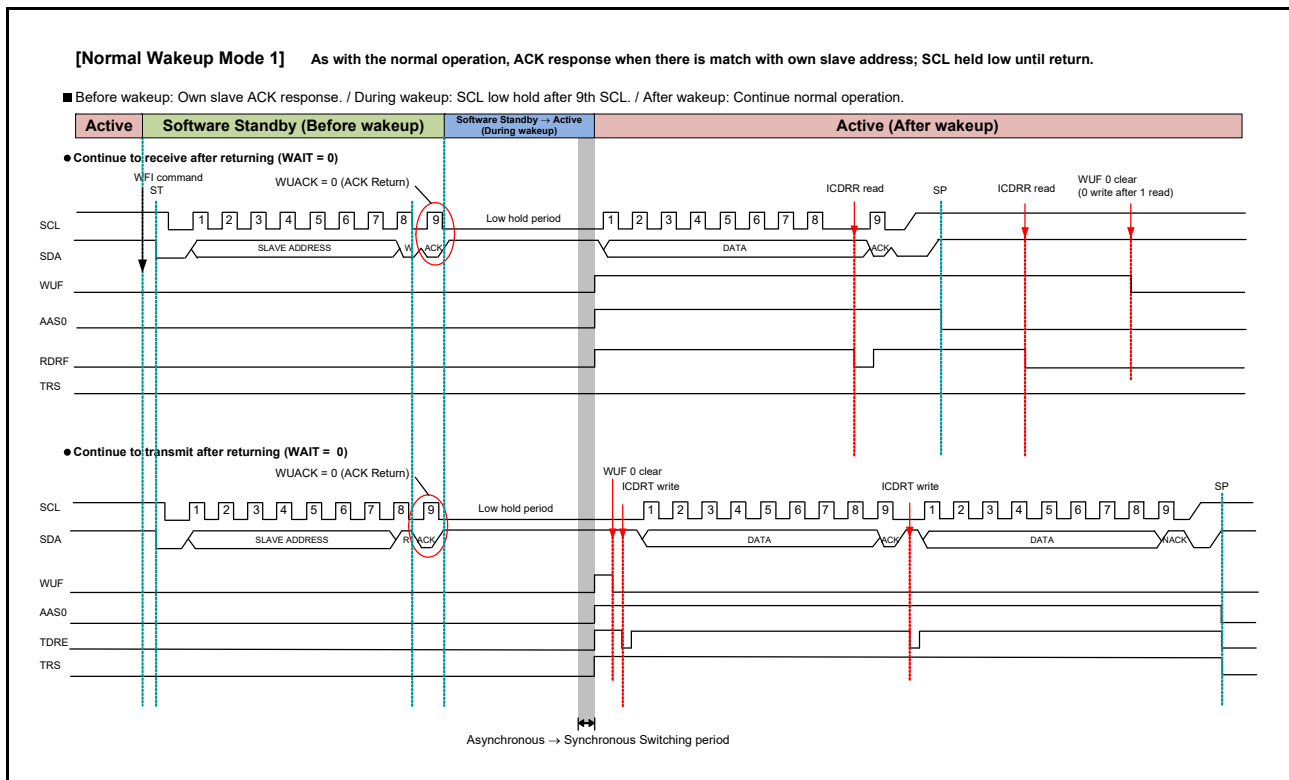 [Normal Wakeup Mode 1] As with the normal operation, ACK response when there is match with own slave address; SCL held low until return.
■ Before wakeup: Own slave ACK response. / During wakeup: SCL low hold after 9th SCL. / After wakeup: Continue normal operation.
Active Software Standby (Before wakeup) Software Standby → Active (During wakeup) Active (After wakeup)
● Continue to receive after returning (WAIT = 0)
WFI command
ST
WUACK = 0 (ACK Return)
ICDRR read
SP
ICDRR read
WUF 0 clear
(0 write after 1 read)
SCL 1 2 3 4 5 6 7 8 9 Low hold period 1 2 3 4 5 6 7 8 9
SDA SLAVE ADDRESS W ACK DATA ACK
WUF
AAS0
RDRF
TRS
● Continue to transmit after returning (WAIT = 0)
WUACK = 0 (ACK Return)
WUF 0 clear
ICDRT write
ICDRT write
SP
SCL 1 2 3 4 5 6 7 8 9 Low hold period 1 2 3 4 5 6 7 8 9 1 2 3 4 5 6 7 8 9
SDA SLAVE ADDRESS R ACK DATA ACK DATA NACK
WUF
AAS0
TDRE
TRS
Asynchronous → Synchronous Switching period